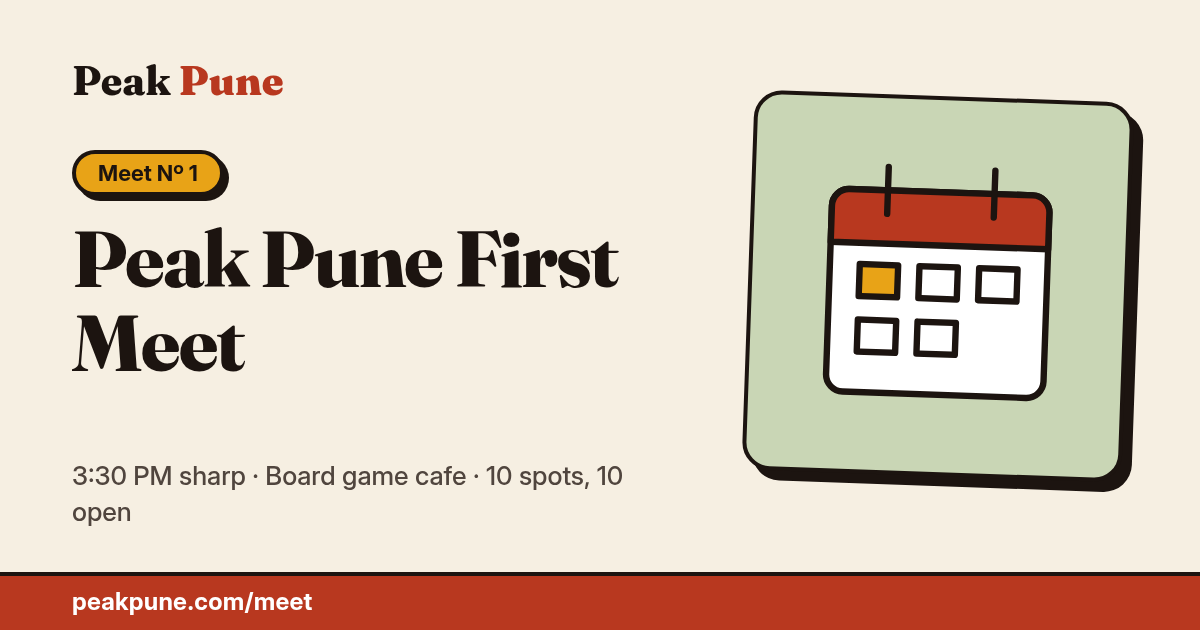 Peak Pune
Meet Nº 1
Peak Pune First
Meet
3:30 PM sharp · Board game cafe · 10 spots, 10
open
peakpune.com/meet